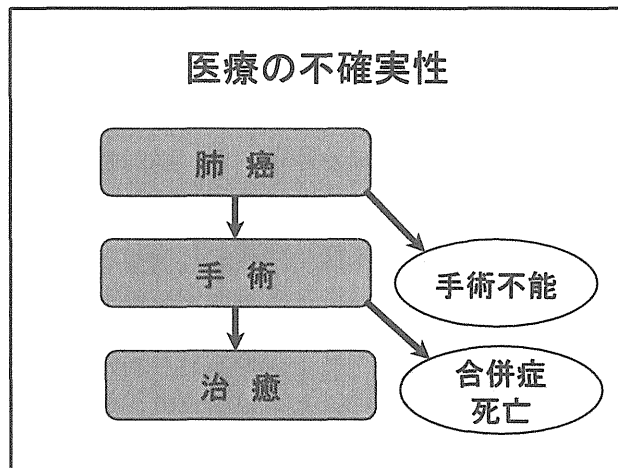 医療の不確実性
肺癌
手術
手術不能
治癒
合併症
死亡